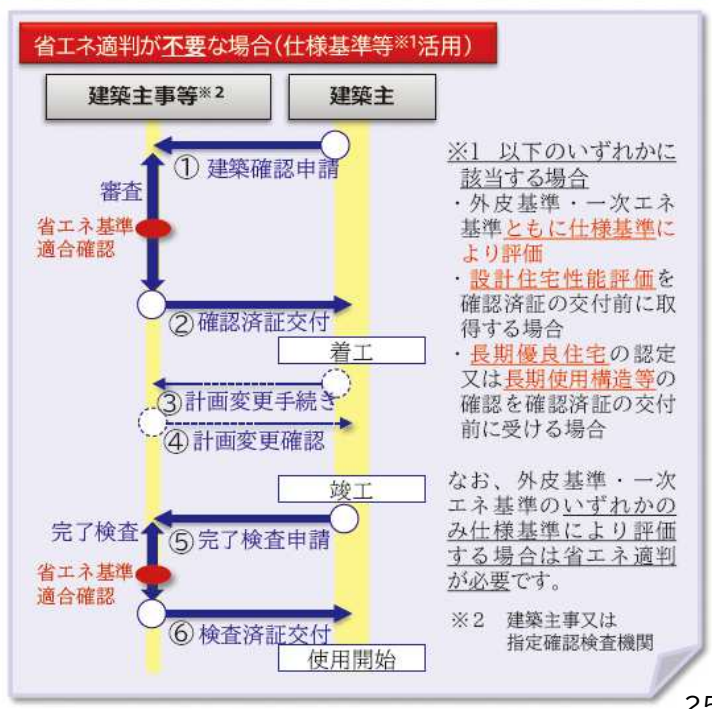 省エネ適判が不要な場合(仕様基準等※1活用)
建築主事等※2
建築主
①建築確認申請
審査
省エネ基準
適合確認
②確認済証交付
着工
③計画変更手続き
④計画変更確認
竣工
完了検査
⑤完了検査申請
省エネ基準
適合確認
⑥検査済証交付
使用開始
※1 以下のいずれかに
該当する場合
・外皮基準・一次エネ
基準ともに仕様基準に
より評価
・設計住宅性能評価を
確認済証の交付前に取
得する場合
・長期優良住宅の認定
又は長期使用構造等の
確認を確認済証の交付
前に受ける場合
なお、外皮基準・一次
エネ基準のいずれかの
み仕様基準により評価
する場合は省エネ適判
が必要です。
※2 建築主事又は
指定確認検査機関